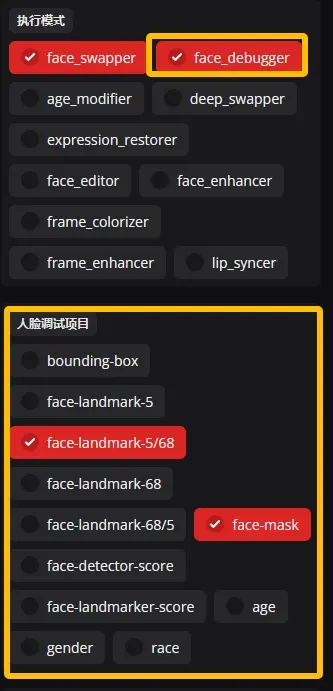 执行模式
face_swapper face_debugger
age_modifier deep_swapper
expression_restorer
face_editor face_enhancer
frame_colorizer
frame_enhancer lip_syncer
人脸调试项目
bounding-box
face-landmark-5
face-landmark-5/68
face-landmark-68
face-landmark-68/5 face-mask
face-detector-score
face-landmarker-score age
gender race